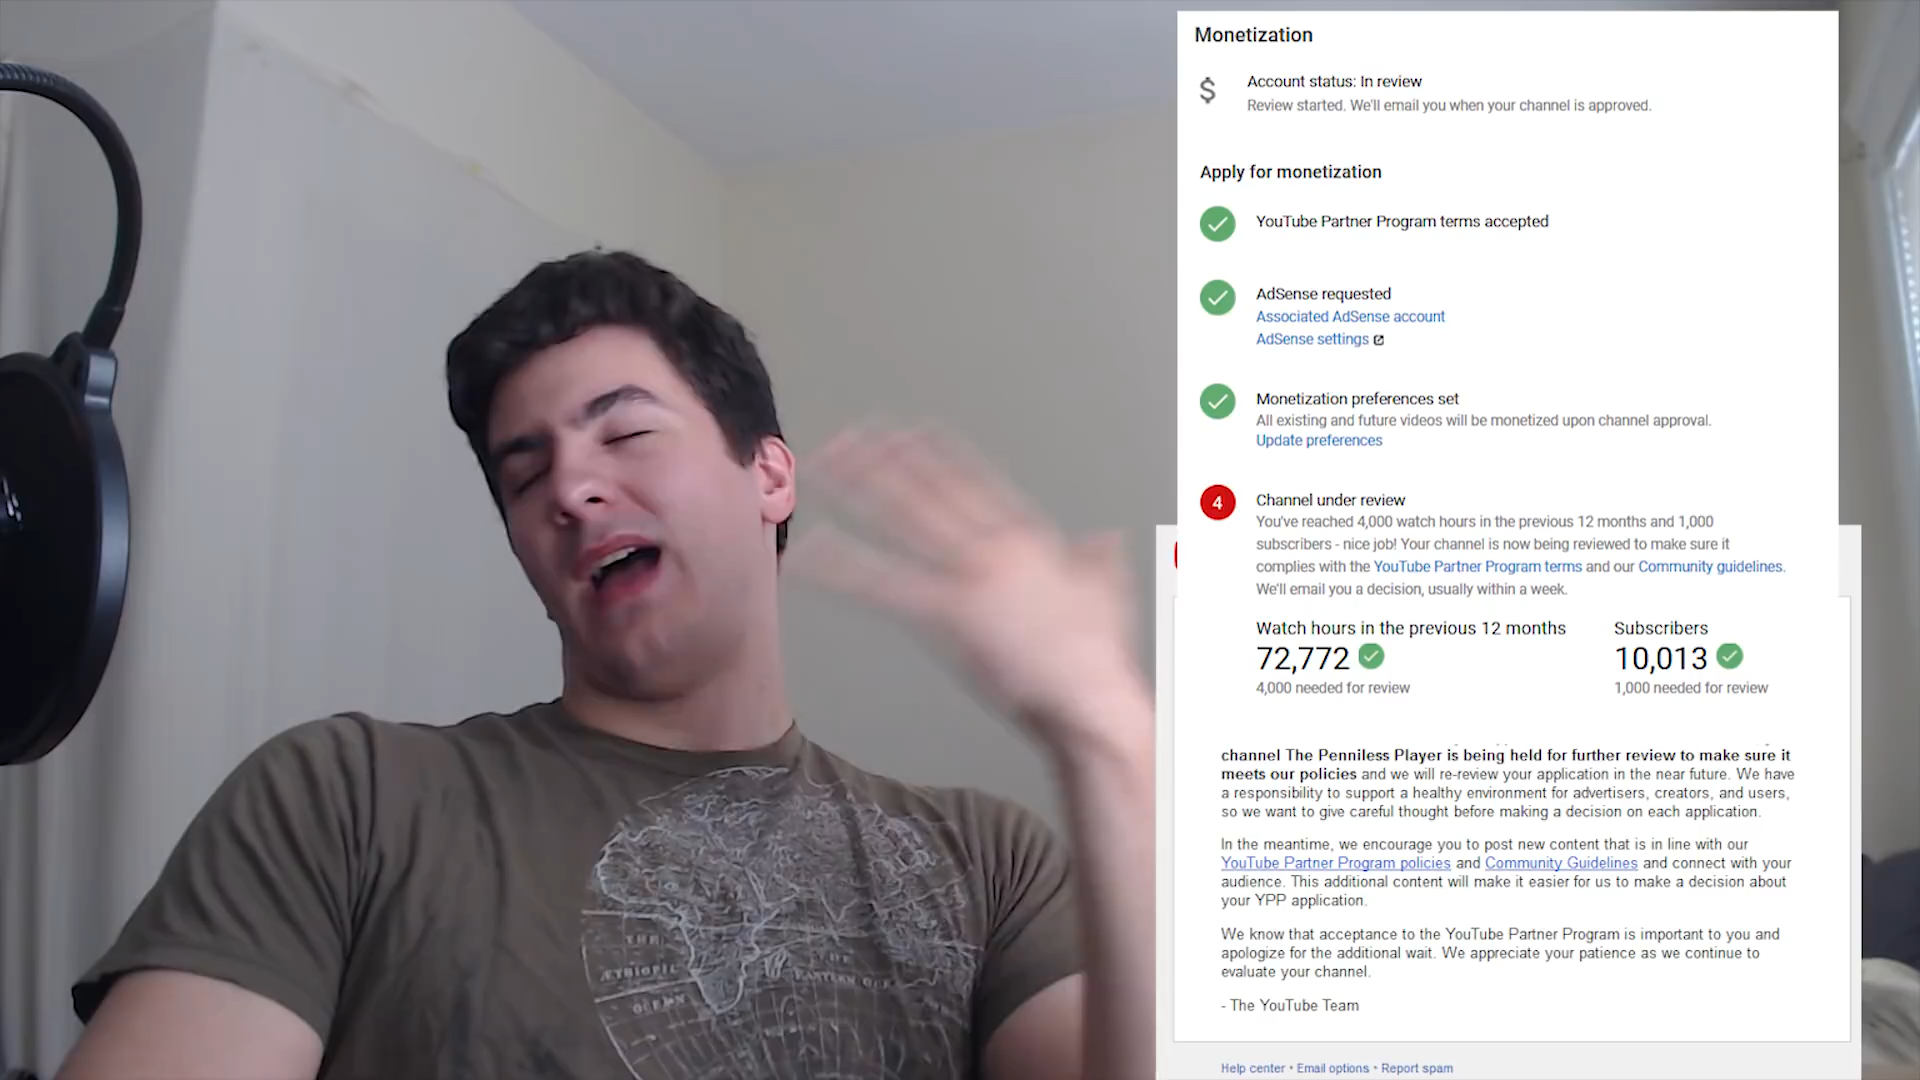 Monetization
Account status: In review
Review started. We'll email you when your channel is approved.
Apply for monetization
YouTube Partner Program terms accepted
AdSense requested
Associated AdSense account
AdSense settings
Monetization preferences set
All existing and future videos will be monetized upon channel approval.
Update preferences
4
Channel under review
You've reached 4,000 watch hours in the previous 12 months and 1,000
subscribers - nice job! Your channel is now being reviewed to make sure it
complies with the YouTube Partner Program terms and our Community guidelines.
We'll email you a decision, usually within a week.
Watch hours in the previous 12 months
72,772
4,000 needed for review
Subscribers
10,013
1,000 needed for review
channel The Penniless Player is being held for further review to make sure it
meets our policies and we will re-review your application in the near future. We have
a responsibility to support a healthy environment for advertisers, creators, and users,
so we want to give careful thought before making a decision on each application.
In the meantime, we encourage you to post new content that is in line with our
YouTube Partner Program policies and Community Guidelines and connect with your
audience. This additional content will make it easier for us to make a decision about
your YPP application.
We know that acceptance to the YouTube Partner Program is important to you and
apologize for the additional wait. We appreciate your patience as we continue to
evaluate your channel.
- The YouTube Team
Help center • Email options • Report spam
THE
ÆTHIOPIC
OCEAN
EASTERN OCE